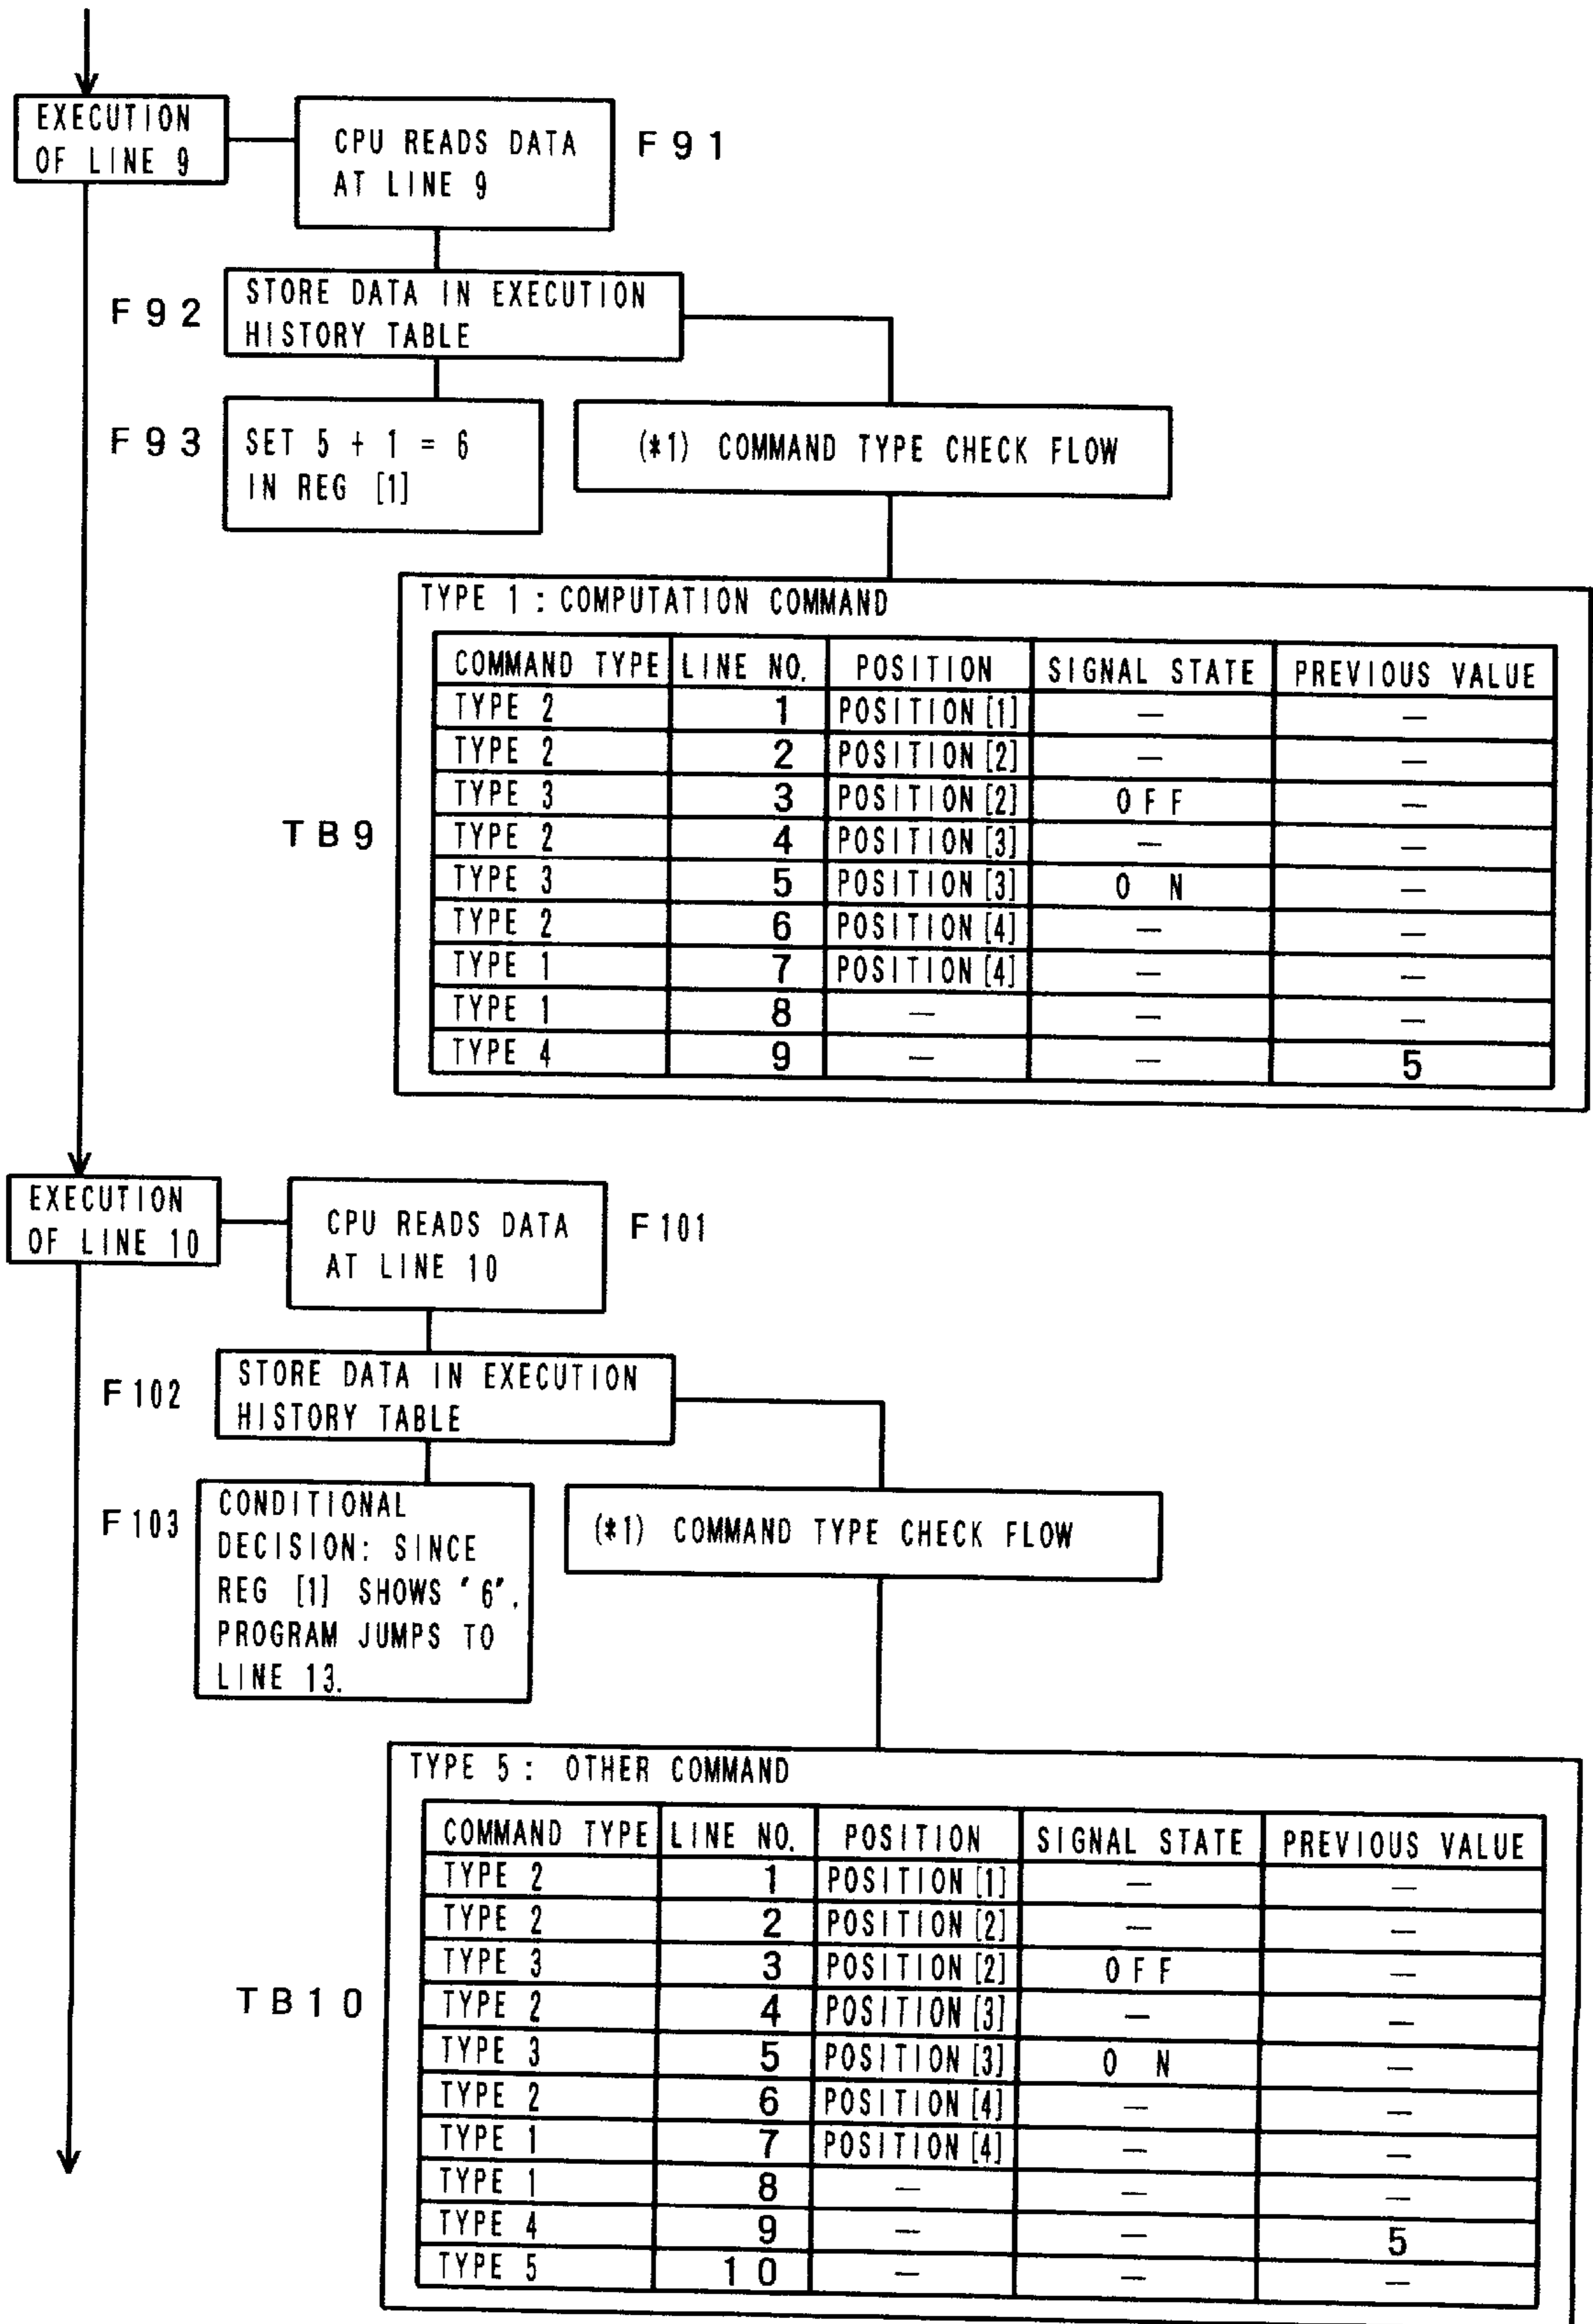 EXECUTION
OF LINE 9
CPU READS DATA
AT LINE 9
F91
F92
STORE DATA IN EXECUTION
HISTORY TABLE
F93
SET 5 + 1 = 6
IN REG [1]
(*1) COMMAND TYPE CHECK FLOW
TYPE 1 : COMPUTATION COMMAND
COMMAND TYPE LINE NO. POSITION SIGNAL STATE PREVIOUS VALUE
TYPE 2 1 POSITION [1] — —
TYPE 2 2 POSITION [2] — —
TYPE 3 3 POSITION [2] OFF —
TYPE 2 4 POSITION [3] — —
TYPE 3 5 POSITION [3] ON —
TYPE 2 6 POSITION [4] — —
TYPE 1 7 POSITION [4] — —
TYPE 1 8 — — —
TYPE 4 9 — — 5
TB9
EXECUTION
OF LINE 10
CPU READS DATA
AT LINE 10
F101
F102
STORE DATA IN EXECUTION
HISTORY TABLE
F103
CONDITIONAL
DECISION: SINCE
REG [1] SHOWS "6",
PROGRAM JUMPS TO
LINE 13.
(*1) COMMAND TYPE CHECK FLOW
TYPE 5 : OTHER COMMAND
COMMAND TYPE LINE NO. POSITION SIGNAL STATE PREVIOUS VALUE
TYPE 2 1 POSITION [1] — —
TYPE 2 2 POSITION [2] — —
TYPE 3 3 POSITION [2] OFF —
TYPE 2 4 POSITION [3] — —
TYPE 3 5 POSITION [3] ON —
TYPE 2 6 POSITION [4] — —
TYPE 1 7 POSITION [4] — —
TYPE 1 8 — — —
TYPE 4 9 — — 5
TYPE 5 10 — — —
TB10